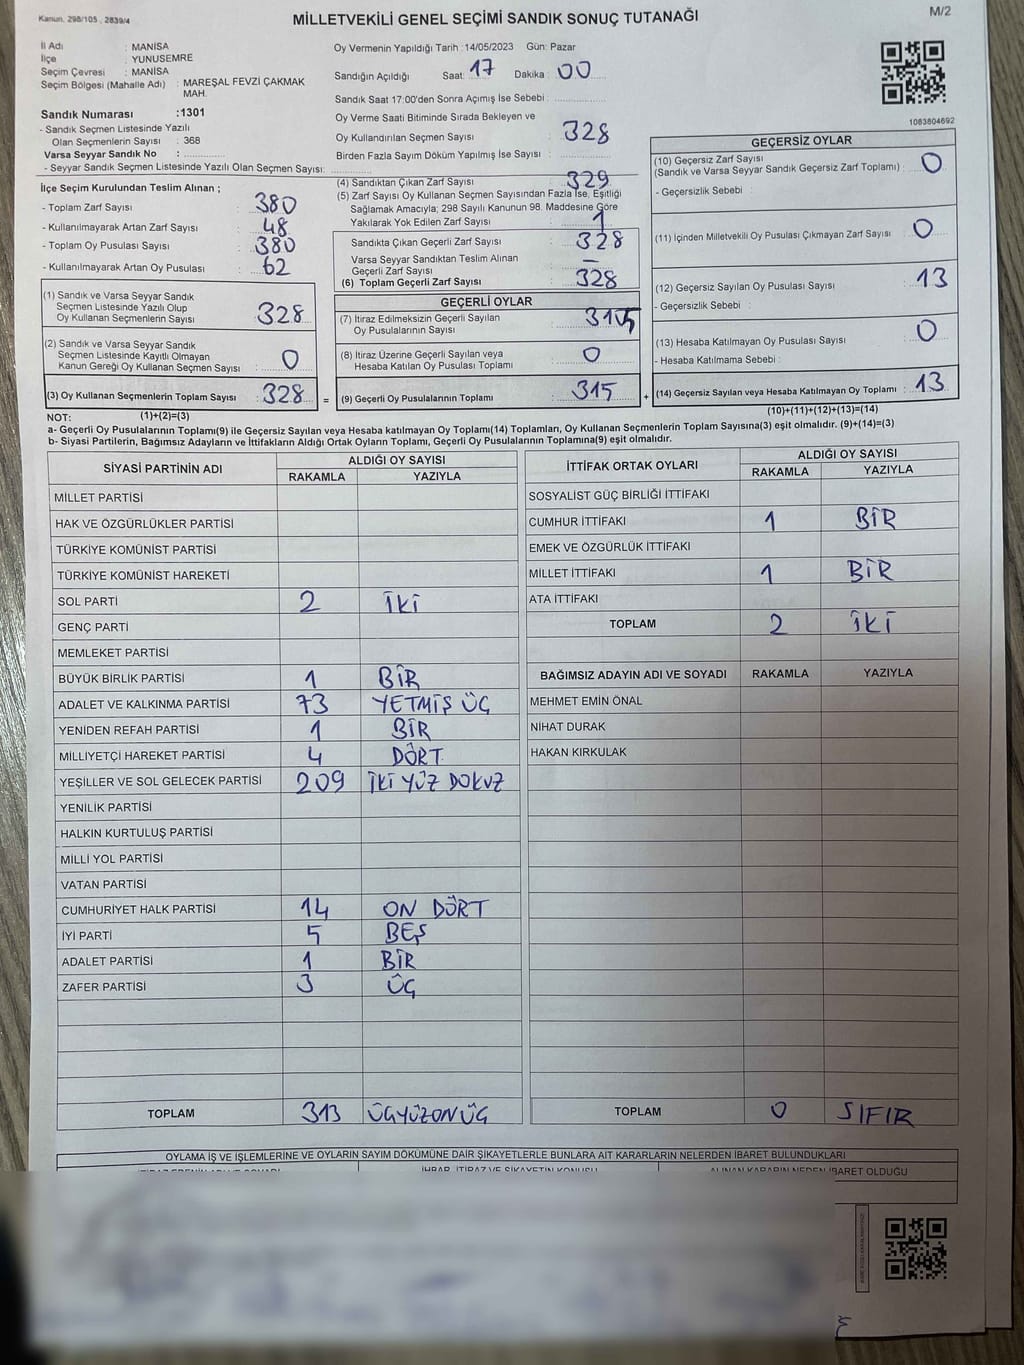 Kanun, 298/105 , 2839/4
MİLLETVEKİLİ GENEL SEÇİMİ SANDIK SONUÇ TUTANAĞI
M/2
İl Adı : MANİSA
İlçe : YUNUSEMRE
Seçim Çevresi : MANİSA
Seçim Bölgesi (Mahalle Adı) : MAREŞAL FEVZİ ÇAKMAK MAH.
Sandık Numarası :1301
- Sandık Seçmen Listesinde Yazılı
Olan Seçmenlerin Sayısı : 368
Varsa Seyyar Sandık No :
- Seyyar Sandık Seçmen Listesinde Yazılı Olan Seçmen Sayısı:
Oy Vermenin Yapıldığı Tarih :14/05/2023 Gün: Pazar
Sandığın Açıldığı Saat: 17 Dakika : 00
Sandık Saat 17:00'den Sonra Açımış İse Sebebi :
Oy Verme Saati Bitiminde Sırada Bekleyen ve
Oy Kullandırılan Seçmen Sayısı : 328
Birden Fazla Sayım Döküm Yapılmış İse Sayısı :
1083804692
İlçe Seçim Kurulundan Teslim Alınan ;
- Toplam Zarf Sayısı : 380
- Kullanılmayarak Artan Zarf Sayısı : 48
- Toplam Oy Pusulası Sayısı : 380
- Kullanılmayarak Artan Oy Pusulası : 62
(1) Sandık ve Varsa Seyyar Sandık
Seçmen Listesinde Yazılı Olup
Oy Kullanan Seçmenlerin Sayısı : 328
(2) Sandık ve Varsa Seyyar Sandık
Seçmen Listesinde Kayıtlı Olmayan
Kanun Gereği Oy Kullanan Seçmen Sayısı : 0
(3) Oy Kullanan Seçmenlerin Toplam Sayısı : 328 =
(4) Sandıktan Çıkan Zarf Sayısı : 329
(5) Zarf Sayısı Oy Kullanan Seçmen Sayısından Fazla İse, Eşitliği
Sağlamak Amacıyla; 298 Sayılı Kanunun 98. Maddesine Göre
Yakılarak Yok Edilen Zarf Sayısı : 1
Sandıkta Çıkan Geçerli Zarf Sayısı : 328
Varsa Seyyar Sandıktan Teslim Alınan
Geçerli Zarf Sayısı : –
(6) Toplam Geçerli Zarf Sayısı : 328
GEÇERLİ OYLAR
(7) İtiraz Edilmeksizin Geçerli Sayılan
Oy Pusulalarının Sayısı : 315
(8) İtiraz Üzerine Geçerli Sayılan veya
Hesaba Katılan Oy Pusulası Toplamı : 0
(9) Geçerli Oy Pusulalarının Toplamı : 315 +
GEÇERSİZ OYLAR
(10) Geçersiz Zarf Sayısı
(Sandık ve Varsa Seyyar Sandık Geçersiz Zarf Toplamı) : 0
- Geçersizlik Sebebi :
(11) İçinden Milletvekili Oy Pusulası Çıkmayan Zarf Sayısı : 0
(12) Geçersiz Sayılan Oy Pusulası Sayısı : 13
- Geçersizlik Sebebi :
(13) Hesaba Katılmayan Oy Pusulası Sayısı : 0
- Hesaba Katılmama Sebebi :
(14) Geçersiz Sayılan veya Hesaba Katılmayan Oy Toplamı : 13
NOT: (1)+(2)=(3)
(10)+(11)+(12)+(13)=(14)
a- Geçerli Oy Pusulalarının Toplamı(9) ile Geçersiz Sayılan veya Hesaba katılmayan Oy Toplamı(14) Toplamları, Oy Kullanan Seçmenlerin Toplam Sayısına(3) eşit olmalıdır. (9)+(14)=(3)
b- Siyasi Partilerin, Bağımsız Adayların ve İttifakların Aldığı Ortak Oyların Toplamı, Geçerli Oy Pusulalarının Toplamına(9) eşit olmalıdır.
SİYASİ PARTİNİN ADI ALDIĞI OY SAYISI
RAKAMLA YAZIYLA
MİLLET PARTİSİ
HAK VE ÖZGÜRLÜKLER PARTİSİ
TÜRKİYE KOMÜNİST PARTİSİ
TÜRKİYE KOMÜNİST HAREKETİ
SOL PARTİ 2 İKİ
GENÇ PARTİ
MEMLEKET PARTİSİ
BÜYÜK BİRLİK PARTİSİ 1 BİR
ADALET VE KALKINMA PARTİSİ 73 YETMİŞ ÜÇ
YENİDEN REFAH PARTİSİ 1 BİR
MİLLİYETÇİ HAREKET PARTİSİ 4 DÖRT
YEŞİLLER VE SOL GELECEK PARTİSİ 209 İKİ YÜZ DOKUZ
YENİLİK PARTİSİ
HALKIN KURTULUŞ PARTİSİ
MİLLİ YOL PARTİSİ
VATAN PARTİSİ
CUMHURİYET HALK PARTİSİ 14 ON DÖRT
İYİ PARTİ 5 BEŞ
ADALET PARTİSİ 1 BİR
ZAFER PARTİSİ 3 ÜÇ
TOPLAM 313 ÜÇYÜZONÜÇ
İTTİFAK ORTAK OYLARI ALDIĞI OY SAYISI
RAKAMLA YAZIYLA
SOSYALIST GÜÇ BİRLİĞİ İTTİFAKI
CUMHUR İTTİFAKI 1 BİR
EMEK VE ÖZGÜRLÜK İTTİFAKI
MİLLET İTTİFAKI 1 BİR
ATA İTTİFAKI
TOPLAM 2 İKİ
BAĞIMSIZ ADAYIN ADI VE SOYADI RAKAMLA YAZIYLA
MEHMET EMİN ÖNAL
NİHAT DURAK
HAKAN KIRKULAK
TOPLAM 0 SIFIR
OYLAMA İŞ VE İŞLEMLERİNE VE OYLARIN SAYIM DÖKÜMÜNE DAİR ŞİKAYETLERLE BUNLARA AİT KARARLARIN NELERDEN İBARET BULUNDUKLARI
İHBAR, İTİRAZ VE ŞİKAYETİN KONUSU
ALINAN KARARIN NEDEN İBARET OLDUĞU